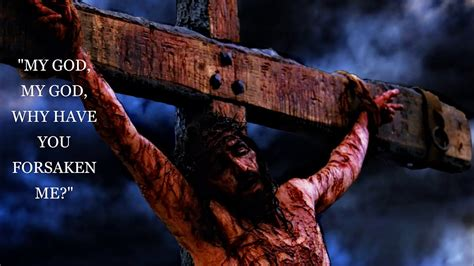 "MY GOD,
MY GOD,
WHY HAVE
YOU
FORSAKEN
ME?"